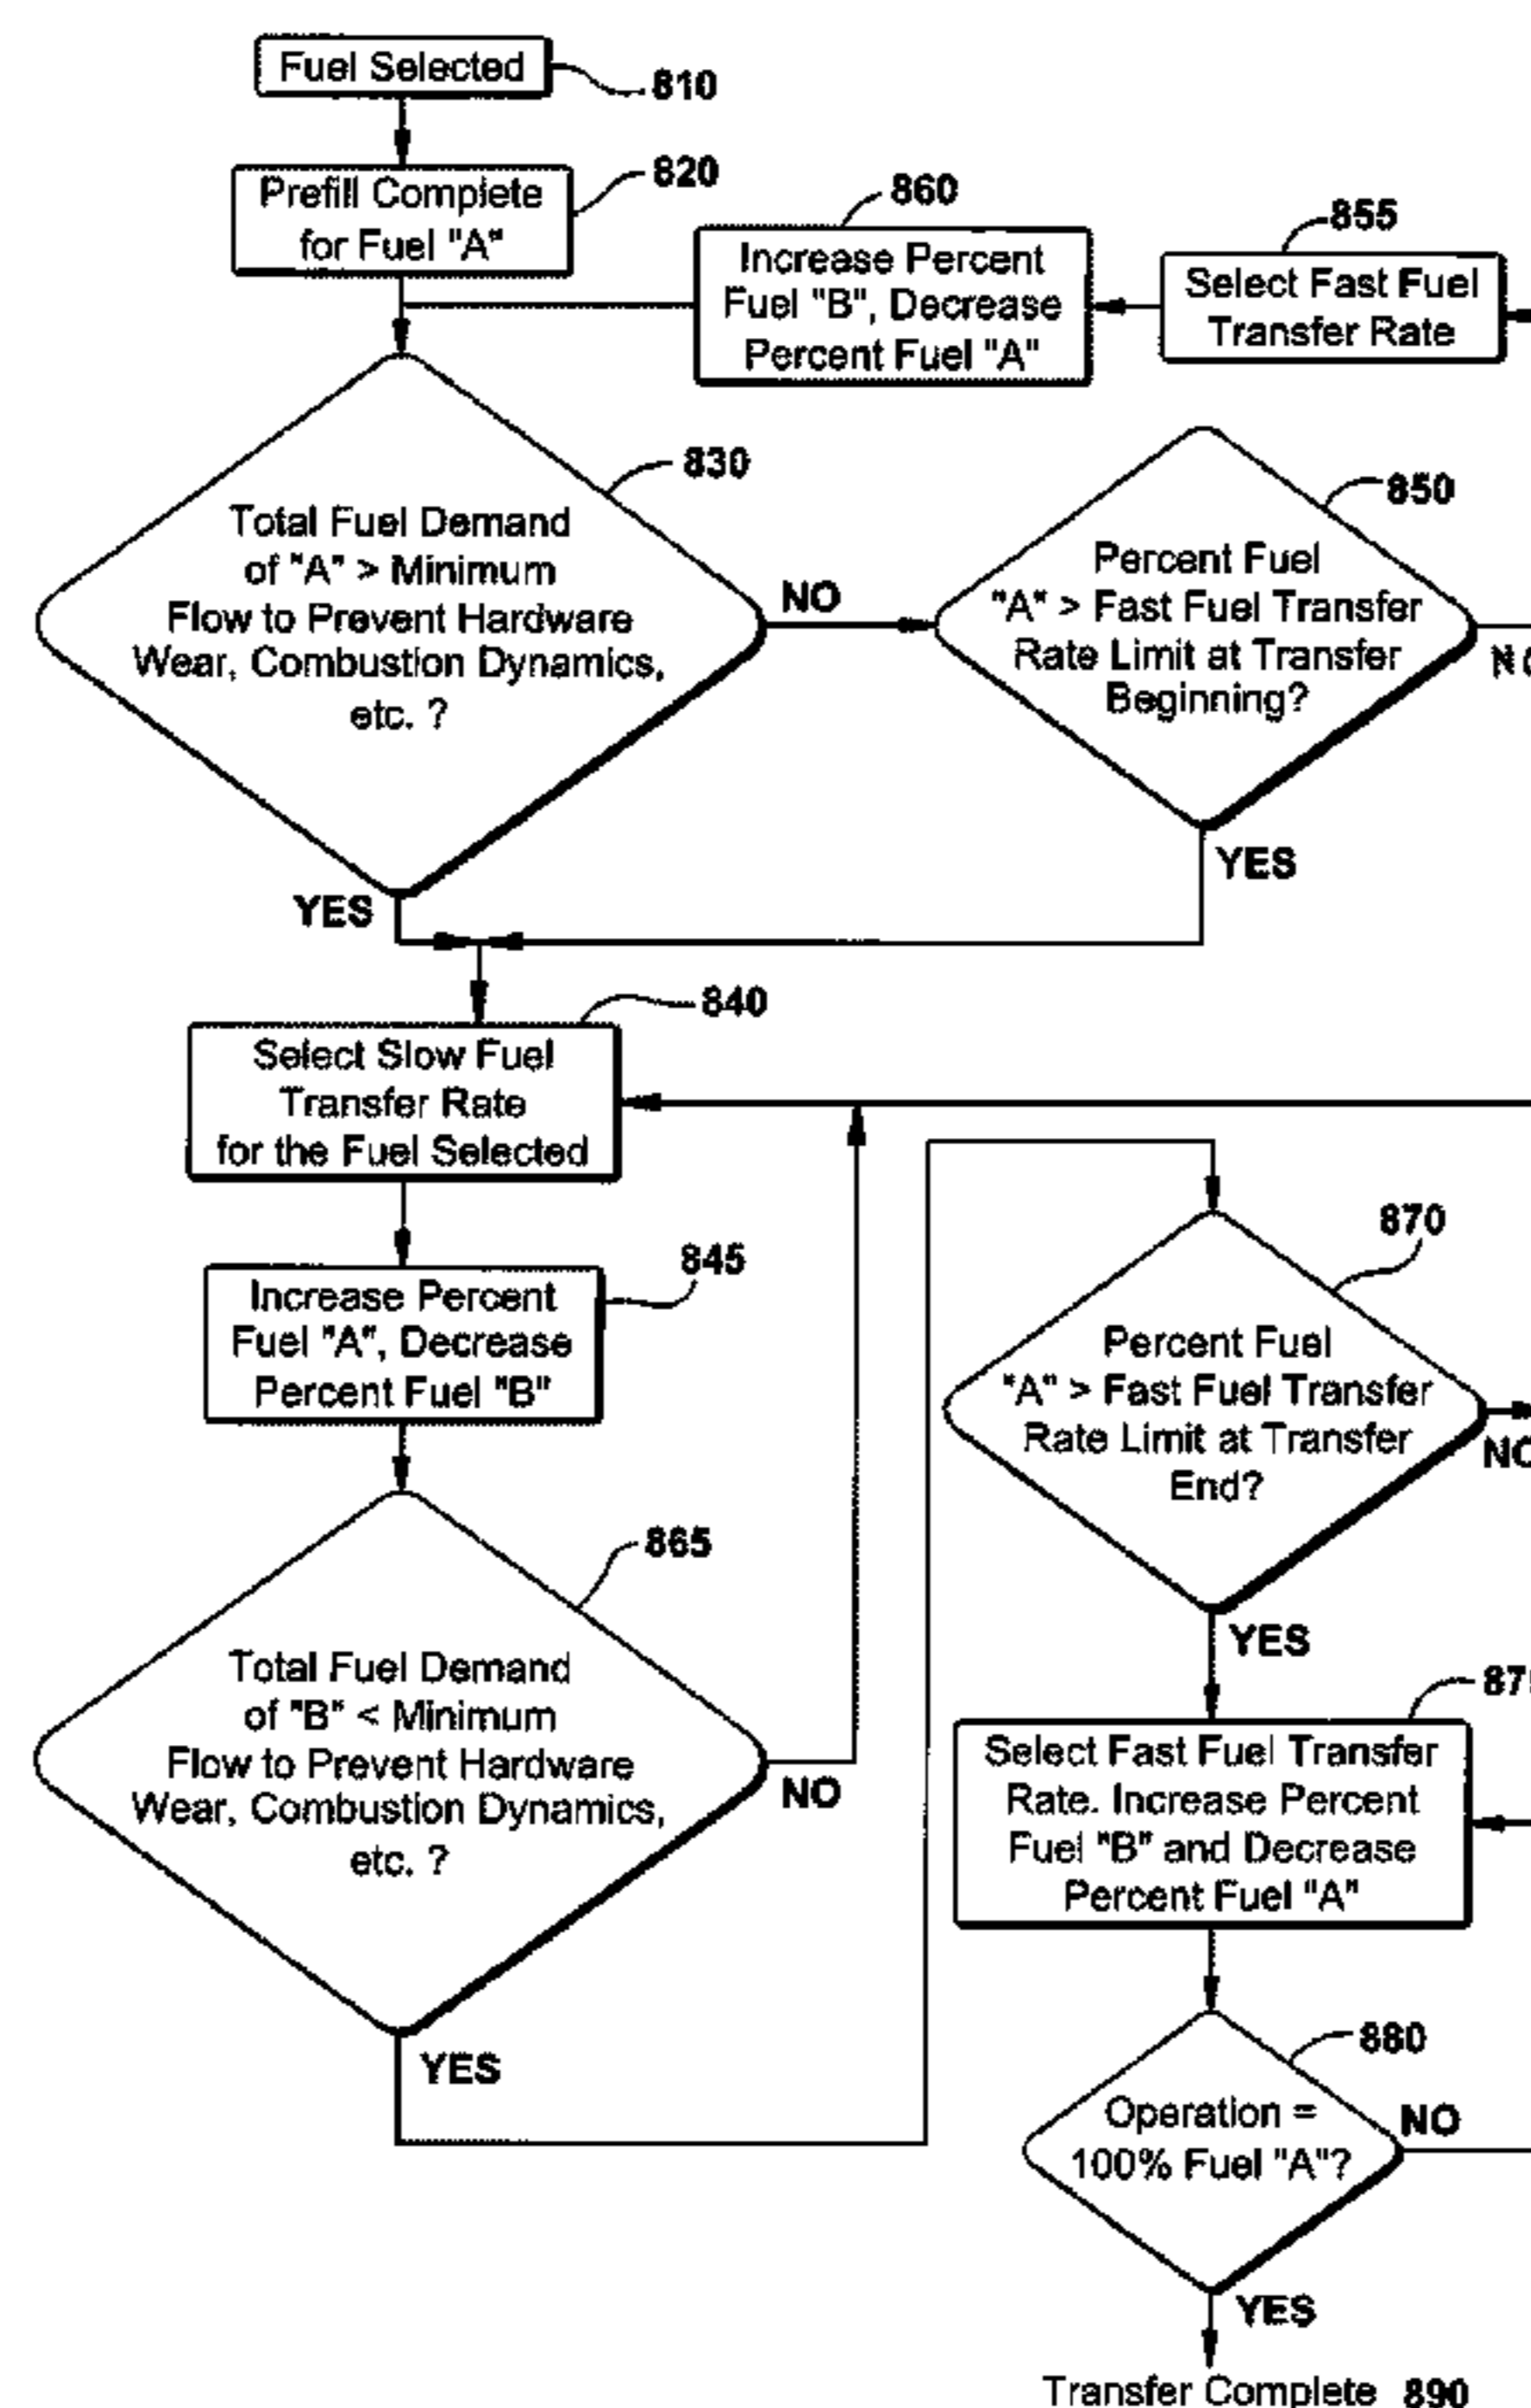 Fuel Selected
810
Prefill Complete
for Fuel "A"
820
860
Increase Percent
Fuel "B", Decrease
Percent Fuel "A"
855
Select Fast Fuel
Transfer Rate
830
Total Fuel Demand
of "A" > Minimum
Flow to Prevent Hardware
Wear, Combustion Dynamics,
etc. ?
NO
YES
850
Percent Fuel
"A" > Fast Fuel Transfer
Rate Limit at Transfer
Beginning?
YES
840
Select Slow Fuel
Transfer Rate
for the Fuel Selected
845
Increase Percent
Fuel "A", Decrease
Percent Fuel "B"
865
Total Fuel Demand
of "B" < Minimum
Flow to Prevent Hardware
Wear, Combustion Dynamics,
etc. ?
NO
YES
870
Percent Fuel
"A" > Fast Fuel Transfer
Rate Limit at Transfer
End?
YES
Select Fast Fuel Transfer
Rate. Increase Percent
Fuel "B" and Decrease
Percent Fuel "A"
880
Operation =
100% Fuel "A"?
NO
YES
Transfer Complete 890